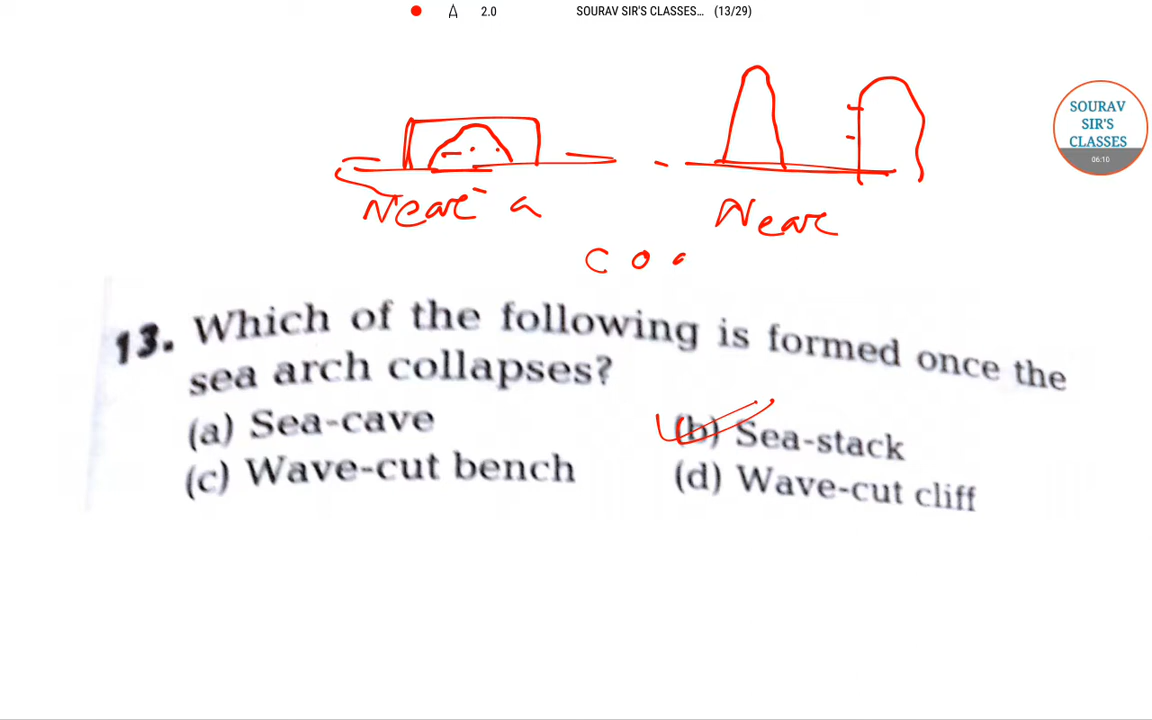 2.0 SOURAV SIR'S CLASSES... (13/29)
SOURAV
SIR'S
CLASSES
06:10
Near a Near
13. Which of the following is formed once the
sea arch collapses?
(a) Sea-cave (b) Sea-stack
(c) Wave-cut bench (d) Wave-cut cliff